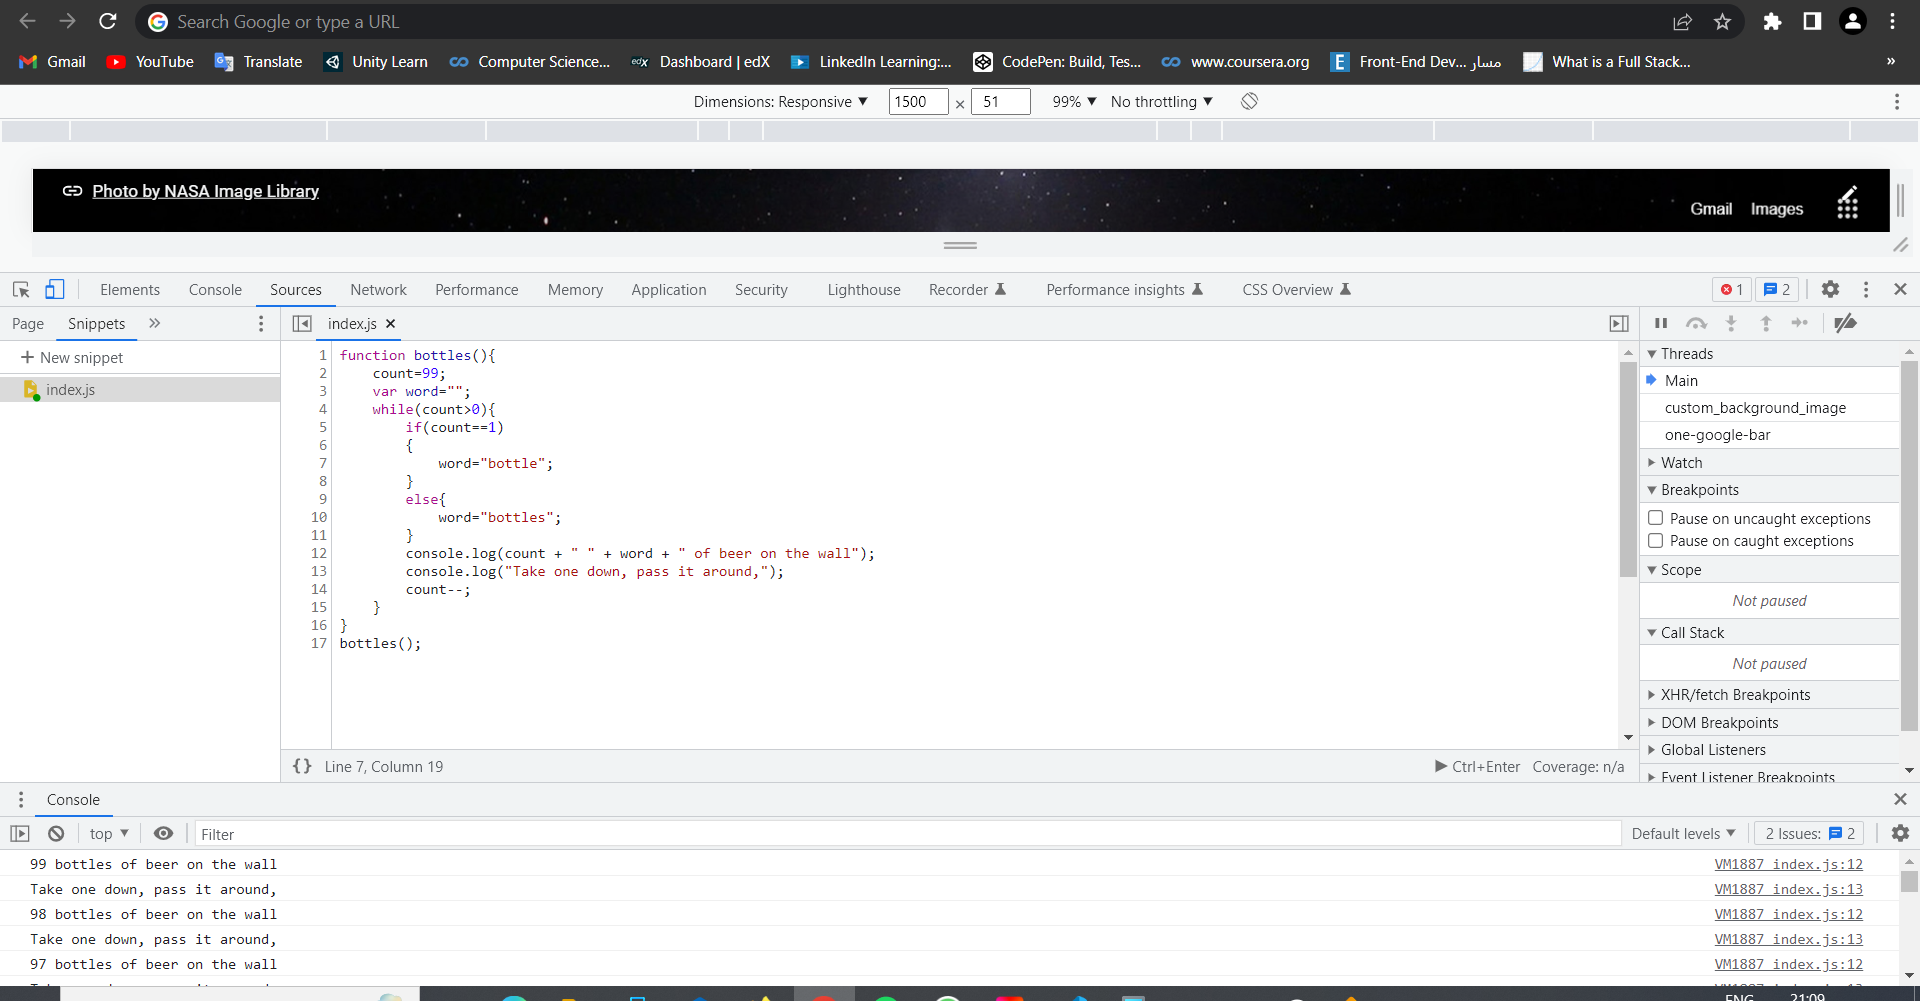 Search Google or type a URL
Gmail YouTube Translate Unity Learn Computer Science... edX Dashboard | edX LinkedIn Learning:... CodePen: Build, Tes... www.coursera.org E Front-End Dev... مسار What is a Full Stack... »
Dimensions: Responsive ▼ 1500 × 51 99% ▼ No throttling ▼
Photo by NASA Image Library
Gmail Images
Elements Console Sources Network Performance Memory Application Security Lighthouse Recorder Performance insights CSS Overview 1 2
Page Snippets » index.js ×
+ New snippet
index.js
1 function bottles(){
2 count=99;
3 var word="";
4 while(count>0){
5 if(count==1)
6 {
7 word="bottle";
8 }
9 else{
10 word="bottles";
11 }
12 console.log(count + " " + word + " of beer on the wall");
13 console.log("Take one down, pass it around,");
14 count--;
15 }
16 }
17 bottles();
{} Line 7, Column 19 Ctrl+Enter Coverage: n/a
Threads
Main
custom_background_image
one-google-bar
Watch
Breakpoints
Pause on uncaught exceptions
Pause on caught exceptions
Scope
Not paused
Call Stack
Not paused
XHR/fetch Breakpoints
DOM Breakpoints
Global Listeners
Event Listener Breakpoints
Console
top ▼ Filter Default levels ▼ 2 Issues: 2
99 bottles of beer on the wall VM1887 index.js:12
Take one down, pass it around, VM1887 index.js:13
98 bottles of beer on the wall VM1887 index.js:12
Take one down, pass it around, VM1887 index.js:13
97 bottles of beer on the wall VM1887 index.js:12
ENG 21:09